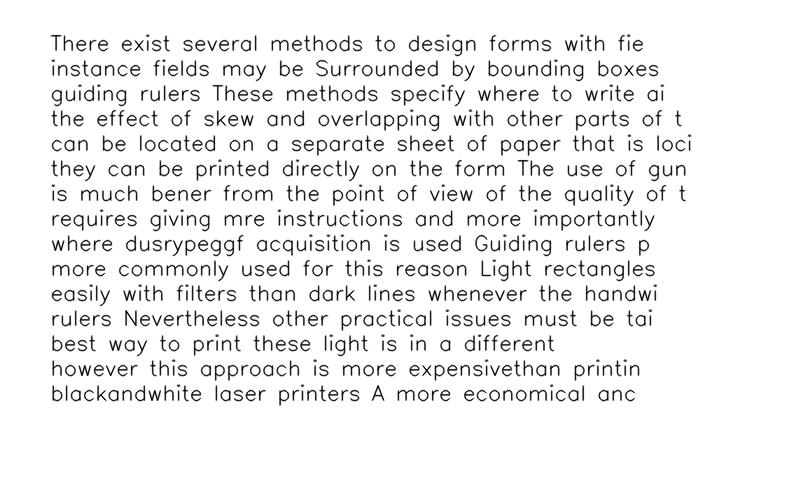 There exist several methods to design forms with fie
instance fields may be Surrounded by bounding boxes
guiding rulers These methods specify where to write ai
the effect of skew and overlapping with other parts of t
can be located on a separate sheet of paper that is loci
they can be printed directly on the form The use of gun
is much bener from the point of view of the quality of t
requires giving mre instructions and more importantly
where dusrypeggf acquisition is used Guiding rulers p
more commonly used for this reason Light rectangles
easily with filters than dark lines whenever the handwi
rulers Nevertheless other practical issues must be tai
best way to print these light is in a different
however this approach is more expensivethan printin
blackandwhite laser printers A more economical anc